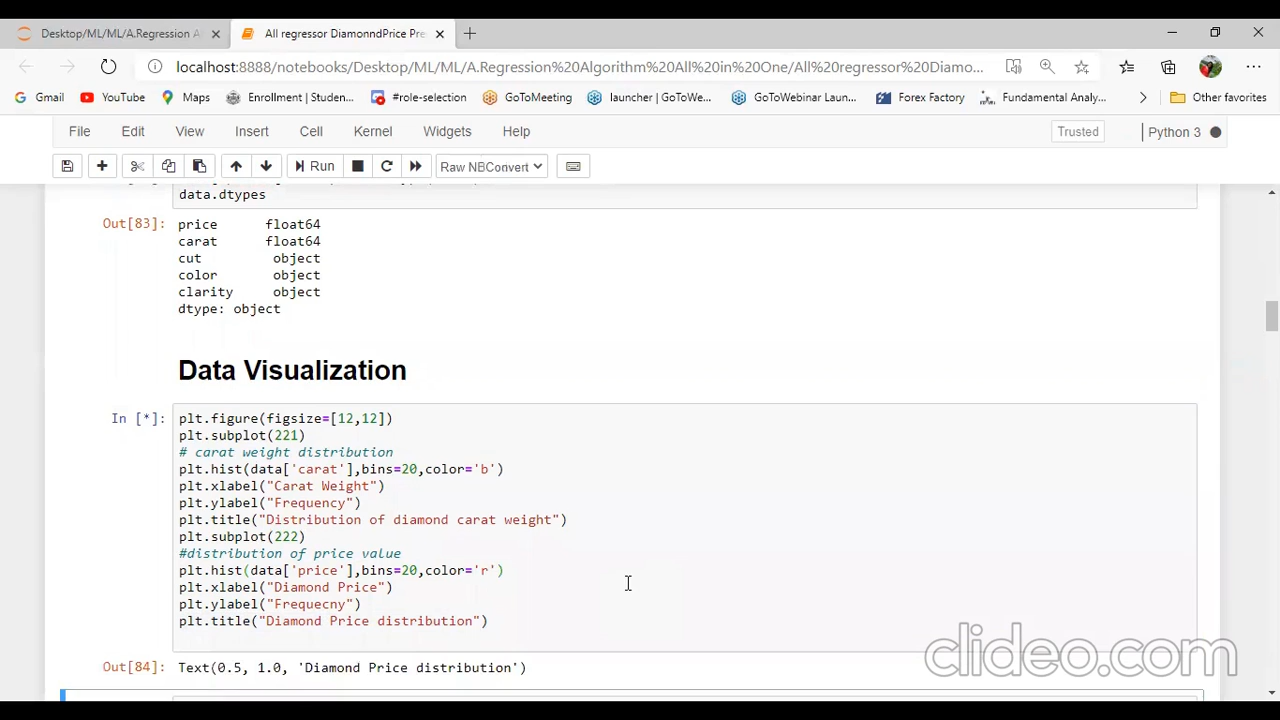 Desktop/ML/ML/A.Regression A
All regressor DiamonndPrice Pre
localhost:8888/notebooks/Desktop/ML/ML/A.Regression%20Algorithm%20All%20in%20One/All%20regressor%20Diamo...
Gmail YouTube Maps Enrollment | Studen... #role-selection GoToMeeting launcher | GoToWe... GoToWebinar Laun... Forex Factory Fundamental Analy... Other favorites
File Edit View Insert Cell Kernel Widgets Help Trusted Python 3
Run Raw NBConvert
data.dtypes
Out[83]: price float64
carat float64
cut object
color object
clarity object
dtype: object
Data Visualization
In [*]: plt.figure(figsize=[12,12])
plt.subplot(221)
# carat weight distribution
plt.hist(data['carat'],bins=20,color='b')
plt.xlabel("Carat Weight")
plt.ylabel("Frequency")
plt.title("Distribution of diamond carat weight")
plt.subplot(222)
#distribution of price value
plt.hist(data['price'],bins=20,color='r')
plt.xlabel("Diamond Price")
plt.ylabel("Frequecny")
plt.title("Diamond Price distribution")
Out[84]: Text(0.5, 1.0, 'Diamond Price distribution')
clideo.com